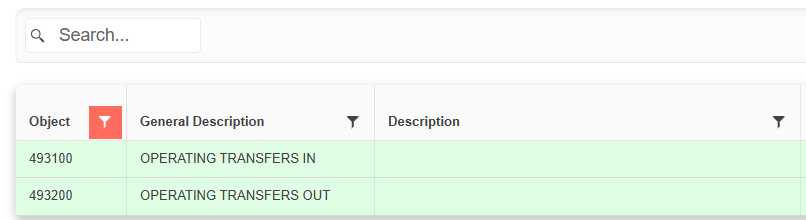 Search...
Object General Description Description
493100 OPERATING TRANSFERS IN
493200 OPERATING TRANSFERS OUT